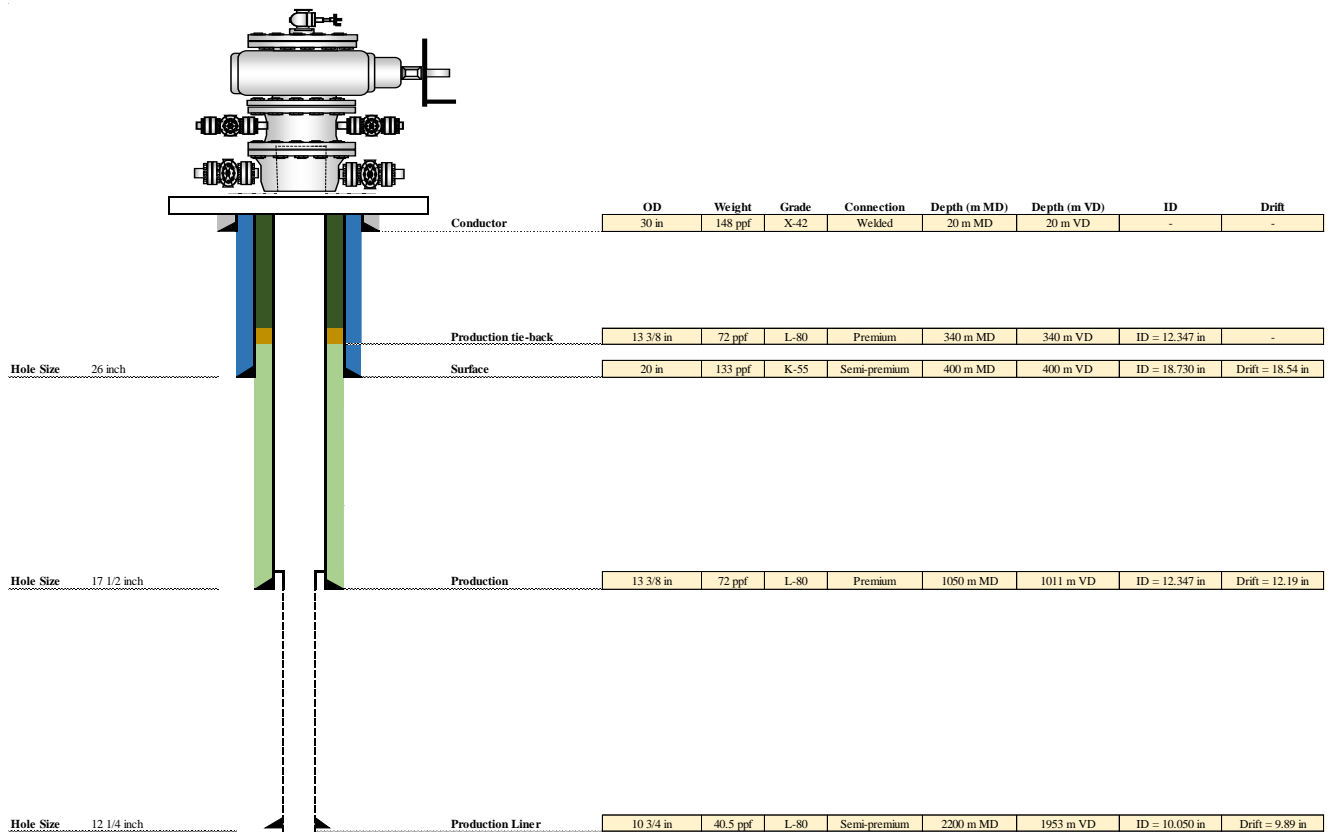 OD Weight Grade Connection Depth (m MD) Depth (m VD) ID Drift
Conductor 30 in 148 ppf X-42 Welded 20 m MD 20 m VD - - 
Production tie-back 13 3/8 in 72 ppf L-80 Premium 340 m MD 340 m VD ID = 12.347 in -
Hole Size 26 inch Surface 20 in 133 ppf K-55 Semi-premium 400 m MD 400 m VD ID = 18.730 in Drift = 18.54 in
Hole Size 17 1/2 inch Production 13 3/8 in 72 ppf L-80 Premium 1050 m MD 1011 m VD ID = 12.347 in Drift = 12.19 in
Hole Size 12 1/4 inch Production Liner 10 3/4 in 40.5 ppf L-80 Semi-premium 2200 m MD 1953 m VD ID = 10.050 in Drift = 9.89 in